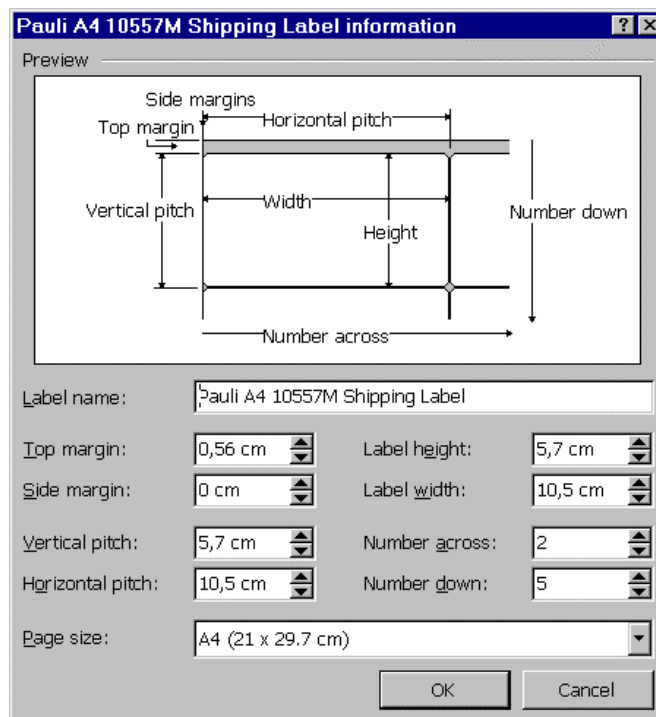 Pauli A4 10557M Shipping Label information
Preview
Side margins
Top margin
Horizontal pitch
Vertical pitch
Width
Height
Number down
Number across
Label name:
Pauli A4 10557M Shipping Label
Top margin:
0,56 cm
Label height:
5,7 cm
Side margin:
0 cm
Label width:
10,5 cm
Vertical pitch:
5,7 cm
Number across:
2
Horizontal pitch:
10,5 cm
Number down:
5
Page size:
A4 (21 x 29.7 cm)
OK
Cancel